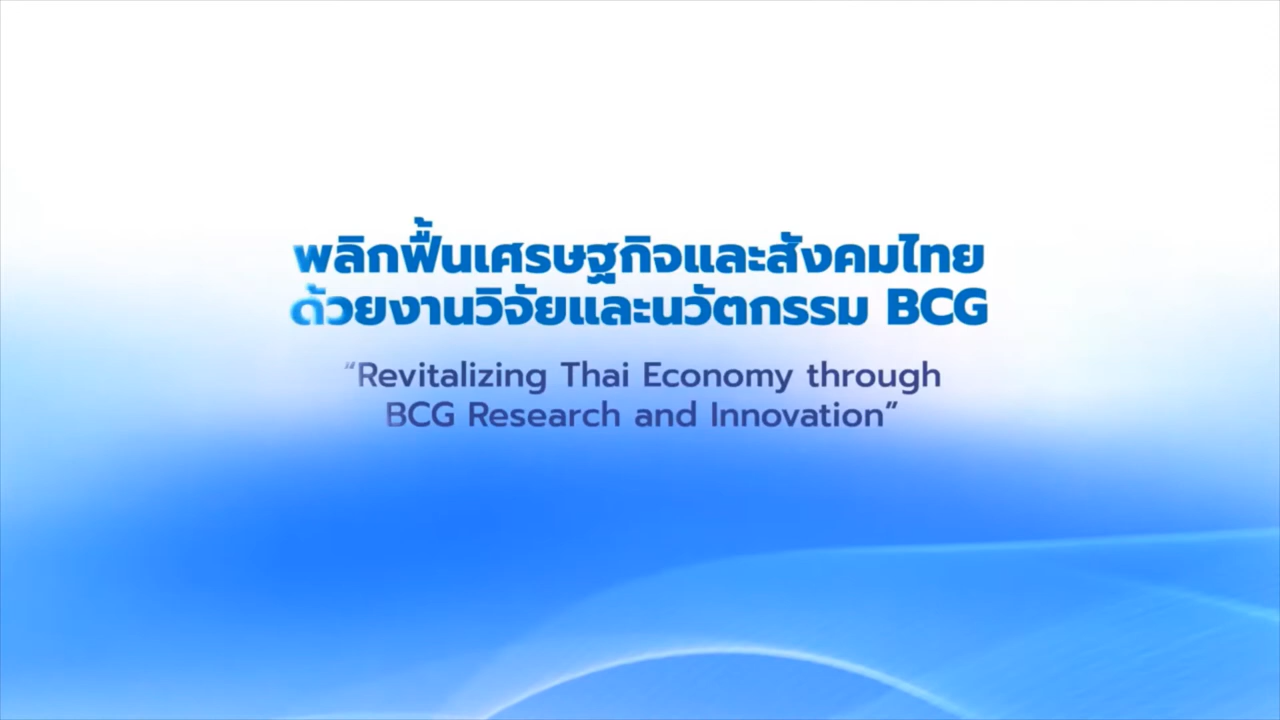 พลิกฟื้นเศรษฐกิจและสังคมไทย
ด้วยงานวิจัยและนวัตกรรม BCG
“Revitalizing Thai Economy through
BCG Research and Innovation”